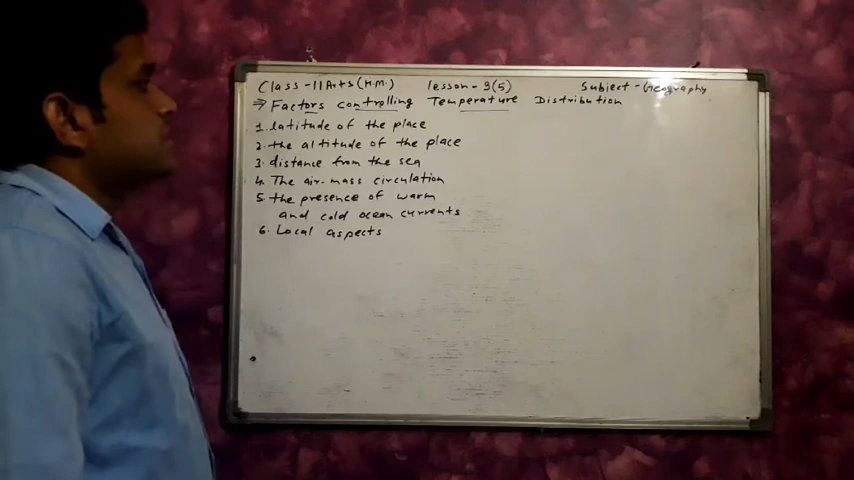 Class - 11 Arts (H.M.) lesson - 9(5) Subject - Geography
⇒ Factors controlling Temperature Distribution
1. latitude of the place
2. the altitude of the place
3. distance from the sea
4. The air-mass circulation
5. the presence of warm
and cold ocean currents
6. Local aspects